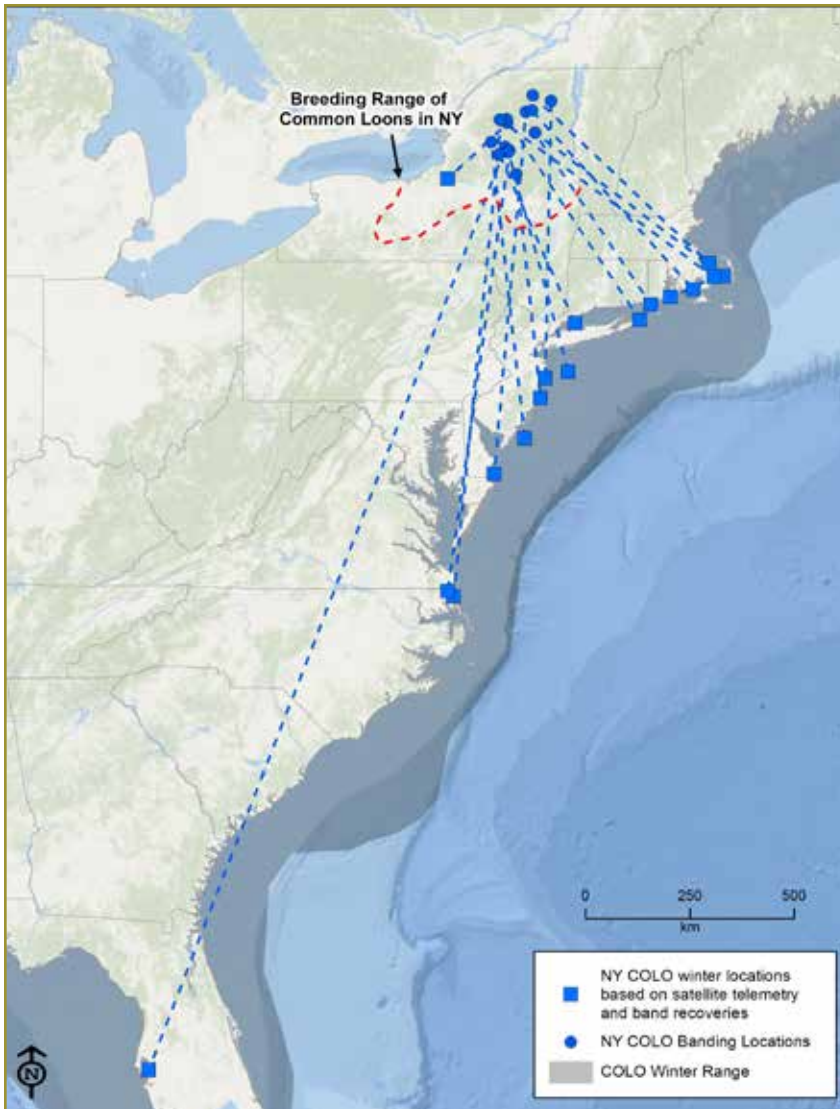 Breeding Range of
Common Loons in NY
0 250 500
km
NY COLO winter locations
based on satellite telemetry
and band recoveries
NY COLO Banding Locations
COLO Winter Range
N